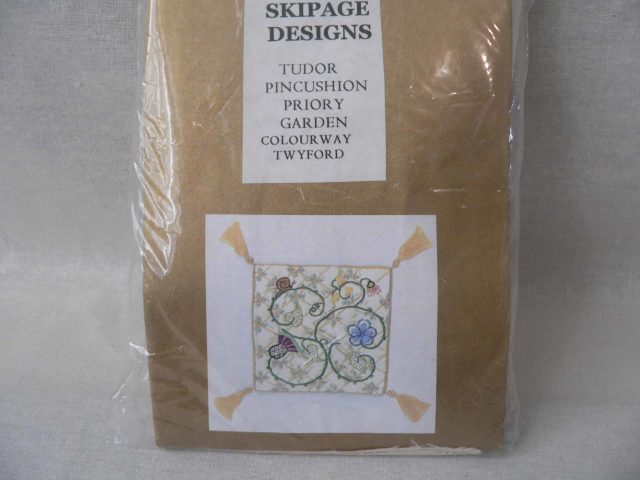 SKIPAGE
DESIGNS
TUDOR
PINCUSHION
PRIORY
GARDEN
COLOURWAY
TWYFORD